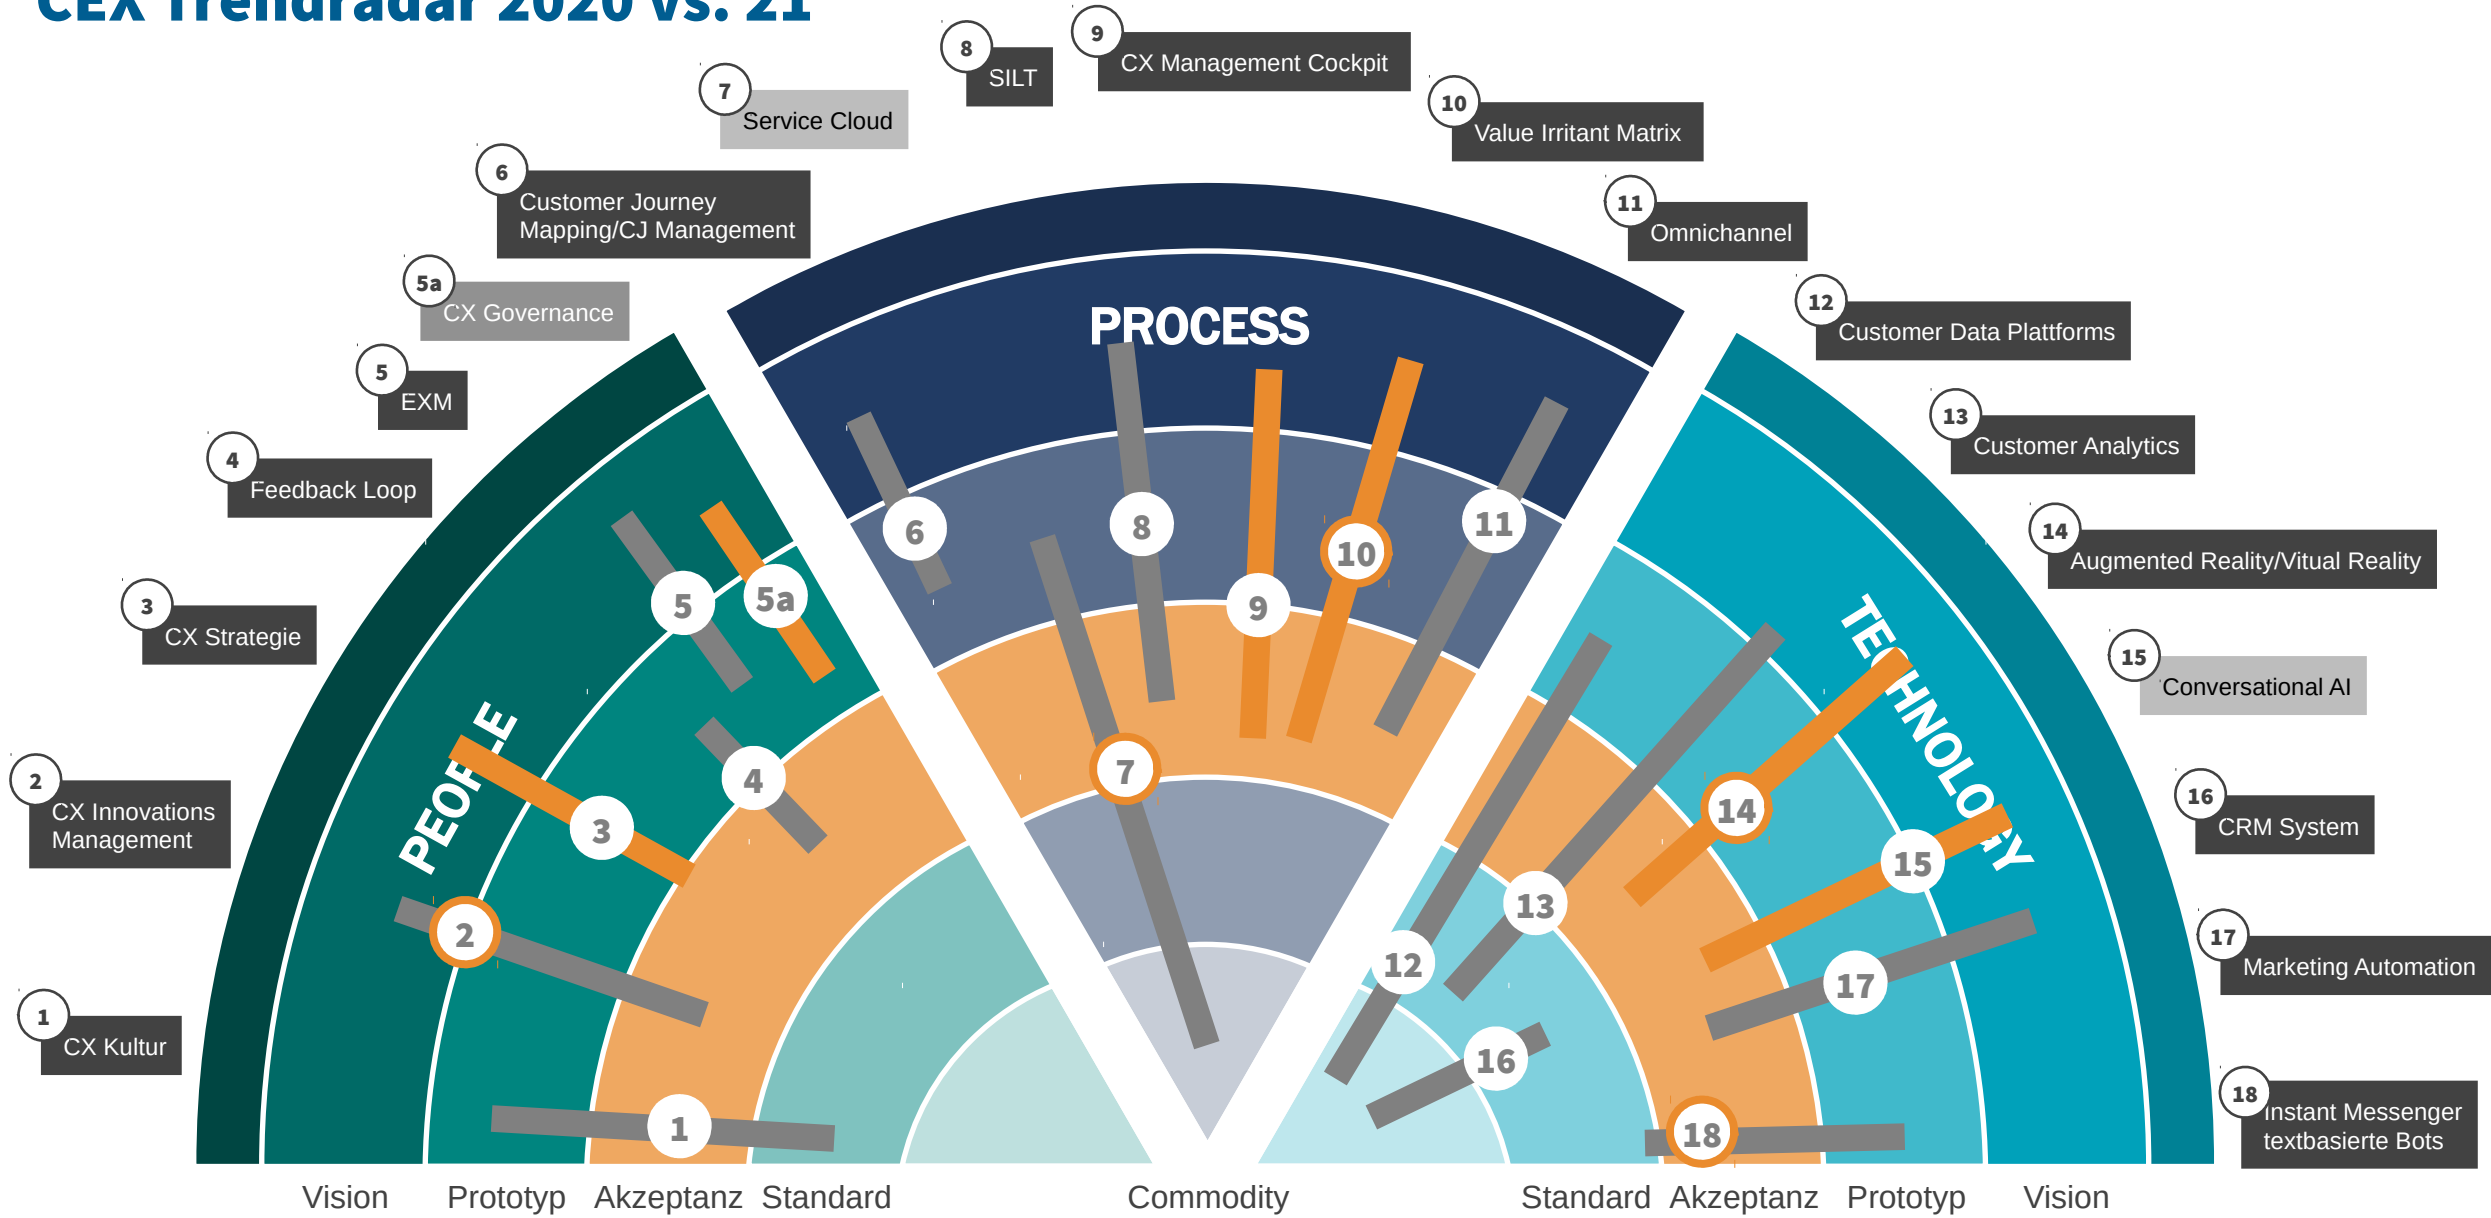 CEX Trendradar 2020 vs. 21
1
CX Kultur
2
CX Innovations
Management
3
CX Strategie
4
Feedback Loop
5
EXM
5a
CX Governance
6
Customer Journey
Mapping/CJ Management
7
Service Cloud
8
SILT
9
CX Management Cockpit
10
Value Irritant Matrix
11
Omnichannel
12
Customer Data Plattforms
13
Customer Analytics
14
Augmented Reality/Vitual Reality
15
Conversational AI
16
CRM System
17
Marketing Automation
18
Instant Messenger
textbasierte Bots
PEOPLE
1
2
3
4
5
5a
PROCESS
6
7
8
9
10
11
TECHNOLOGY
12
13
14
15
16
17
18
Vision Prototyp Akzeptanz Standard Commodity Standard Akzeptanz Prototyp Vision